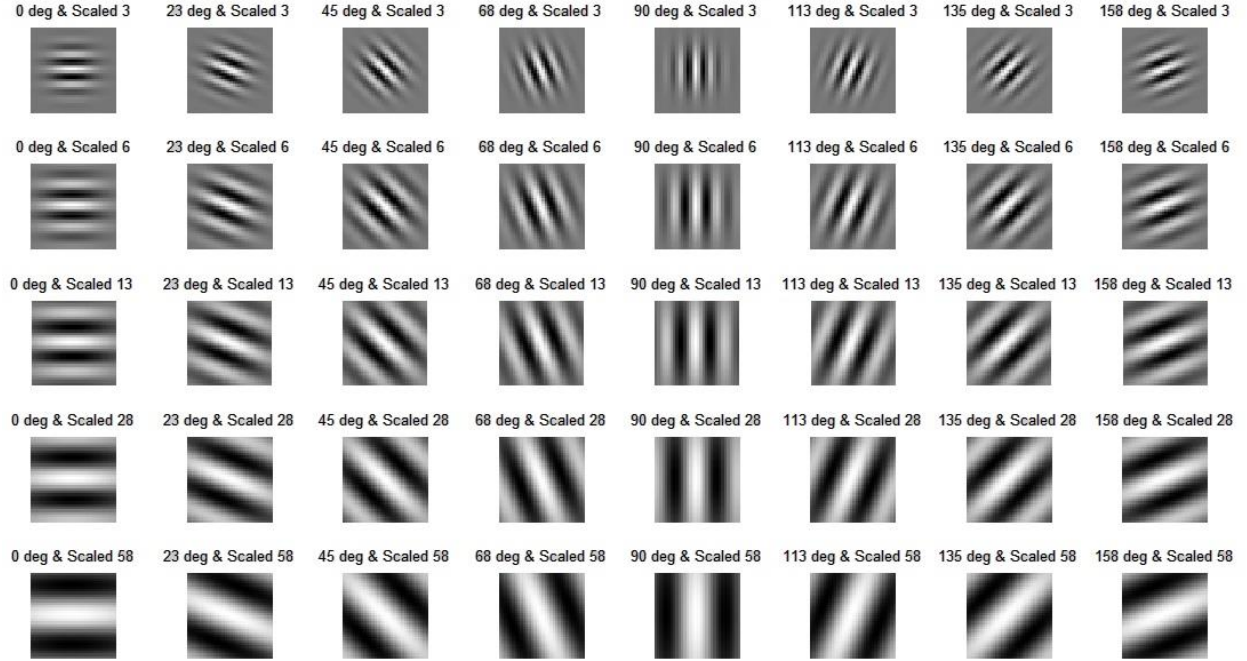 0 deg & Scaled 3 23 deg & Scaled 3 45 deg & Scaled 3 68 deg & Scaled 3 90 deg & Scaled 3 113 deg & Scaled 3 135 deg & Scaled 3 158 deg & Scaled 3
0 deg & Scaled 6 23 deg & Scaled 6 45 deg & Scaled 6 68 deg & Scaled 6 90 deg & Scaled 6 113 deg & Scaled 6 135 deg & Scaled 6 158 deg & Scaled 6
0 deg & Scaled 13 23 deg & Scaled 13 45 deg & Scaled 13 68 deg & Scaled 13 90 deg & Scaled 13 113 deg & Scaled 13 135 deg & Scaled 13 158 deg & Scaled 13
0 deg & Scaled 28 23 deg & Scaled 28 45 deg & Scaled 28 68 deg & Scaled 28 90 deg & Scaled 28 113 deg & Scaled 28 135 deg & Scaled 28 158 deg & Scaled 28
0 deg & Scaled 58 23 deg & Scaled 58 45 deg & Scaled 58 68 deg & Scaled 58 90 deg & Scaled 58 113 deg & Scaled 58 135 deg & Scaled 58 158 deg & Scaled 58